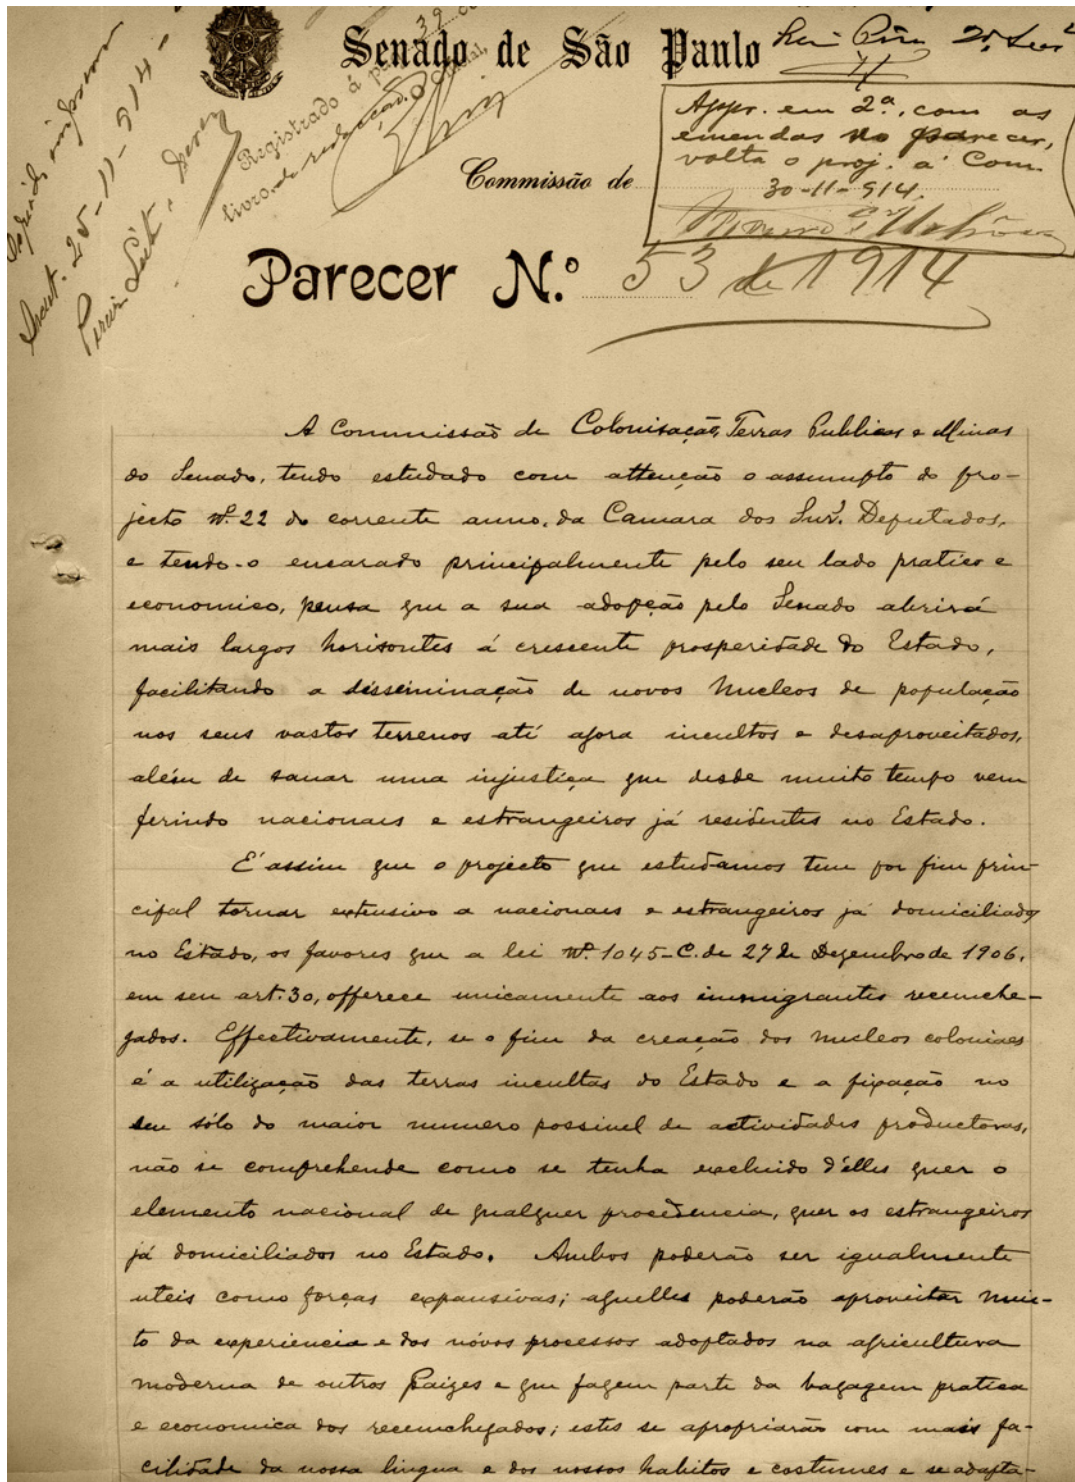 Senado de São Paulo
Registrado á
livro de redacção
Appr. em 2ª, com as
emendas no parecer,
volta o proj. á Com.
30-11-914.
Commissão de
25-11-914-
Parecer N.º 53 de 1914
A Commissão de Colonisação, Terras Publicas e Minas
do Senado, tendo estudado com attenção o assumpto do pro-
jecto Nº. 22 do corrente anno, da Camara dos Snrs. Deputados,
e tendo-o encarado principalmente pelo seu lado pratico e
economico, pensa que a sua adopção pelo Senado abrirá
mais largos horisontes á crescente prosperidade do Estado,
facilitando a disseminação de novos Nucleos de população
nos seus vastos terrenos até agora incultos e desaproveitados,
além de sanar uma injustiça que desde muito tempo vem
ferindo nacionaes e estrangeiros já residentes no Estado.
É assim que o projecto que estudamos tem por fim prin-
cipal tornar extensivo a nacionaes e estrangeiros já domiciliados
no Estado, os favores que a lei Nº. 1045-C. de 27 de Dezembro de 1906,
em seu art. 30, offerece unicamente aos immigrantes recemche-
gados. Effectivamente, se o fim da creação dos nucleos coloniaes
é a utilização das terras incultas do Estado e a fixação no
seu sólo do maior numero possivel de actividades productoras,
não se comprehende como se tenha excluido d'elles quer o
elemento nacional de qualquer procedencia, quer os estrangeiros
já domiciliados no Estado. Ambos poderão ser igualmente
uteis como forças expansivas; aquelles poderão aproveitar mui-
to da experiencia e dos nóvos processos adoptados na agricultura
moderna de outros Paizes e que fazem parte da bagagem pratica
e economica dos recemchegados; estes se apropriarão com mais fa-
cilidade da nossa lingua e dos nossos habitos e costumes e se adapta-